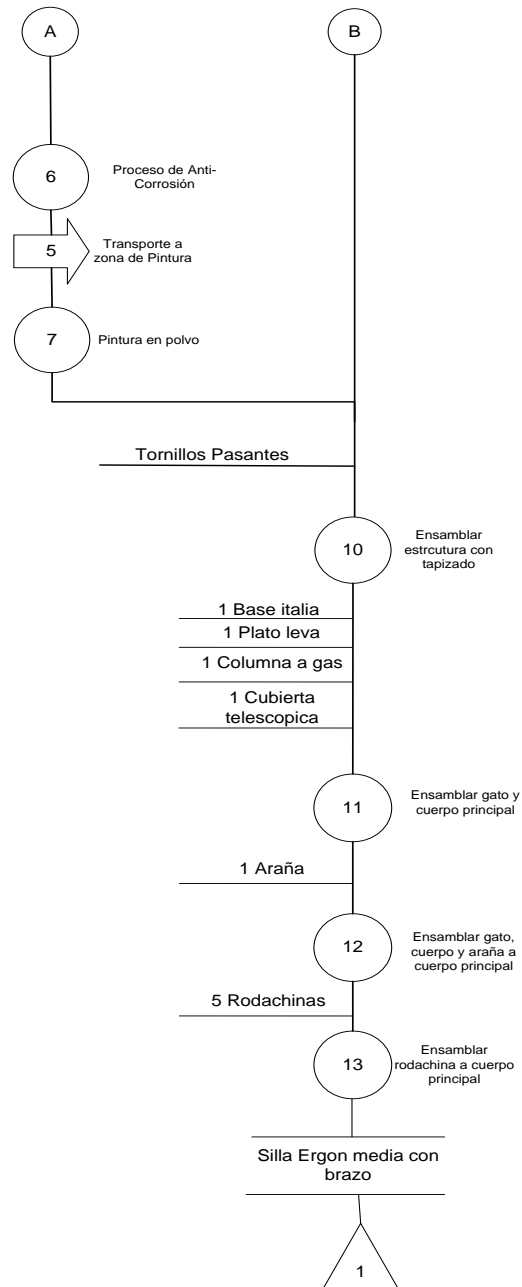 A
B
6
Proceso de Anti-
Corrosión
5
Transporte a
zona de Pintura
7
Pintura en polvo
Tornillos Pasantes
10
Ensamblar
estrcutura con
tapizado
1 Base italia
1 Plato leva
1 Columna a gas
1 Cubierta
telescopica
11
Ensamblar gato y
cuerpo principal
1 Araña
12
Ensamblar gato,
cuerpo y araña a
cuerpo principal
5 Rodachinas
13
Ensamblar
rodachina a cuerpo
principal
Silla Ergon media con
brazo
1